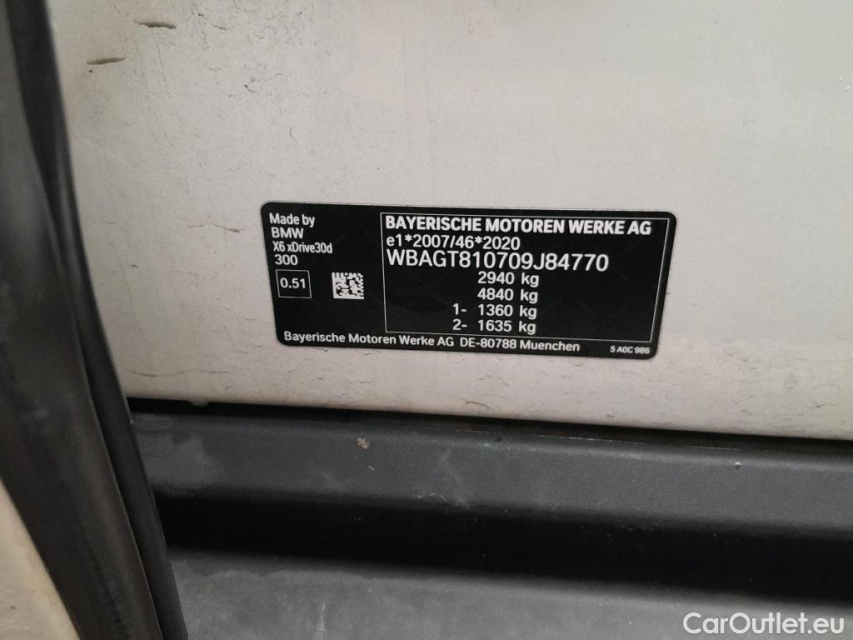 Made by
BMW
X6 xDrive30d
300
0.51
BAYERISCHE MOTOREN WERKE AG
e1*2007/46*2020
WBAGT810709J84770
2940 kg
4840 kg
1- 1360 kg
2- 1635 kg
Bayerische Motoren Werke AG DE-80788 Muenchen
5 A0C 986
CarOutlet.eu